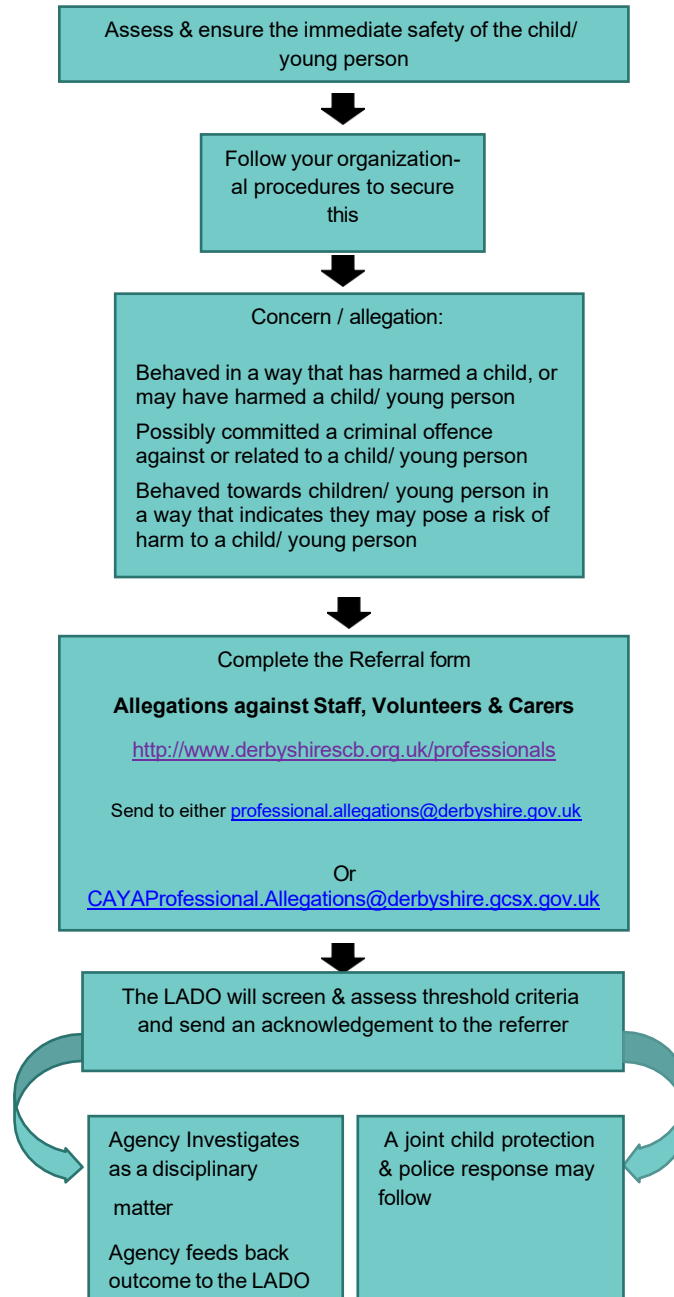 Assess & ensure the immediate safety of the child/
young person
Follow your organization-
al procedures to secure
this
Concern / allegation:
Behaved in a way that has harmed a child, or
may have harmed a child/ young person
Possibly committed a criminal offence
against or related to a child/ young person
Behaved towards children/ young person in
a way that indicates they may pose a risk of
harm to a child/ young person
Complete the Referral form
Allegations against Staff, Volunteers & Carers
http://www.derbyshirescb.org.uk/professionals
Send to either professional.allegations@derbyshire.gov.uk
Or
CAYAProfessional.Allegations@derbyshire.gcsx.gov.uk
The LADO will screen & assess threshold criteria
and send an acknowledgement to the referrer
Agency Investigates
as a disciplinary
matter
Agency feeds back
outcome to the LADO
A joint child protection
& police response may
follow